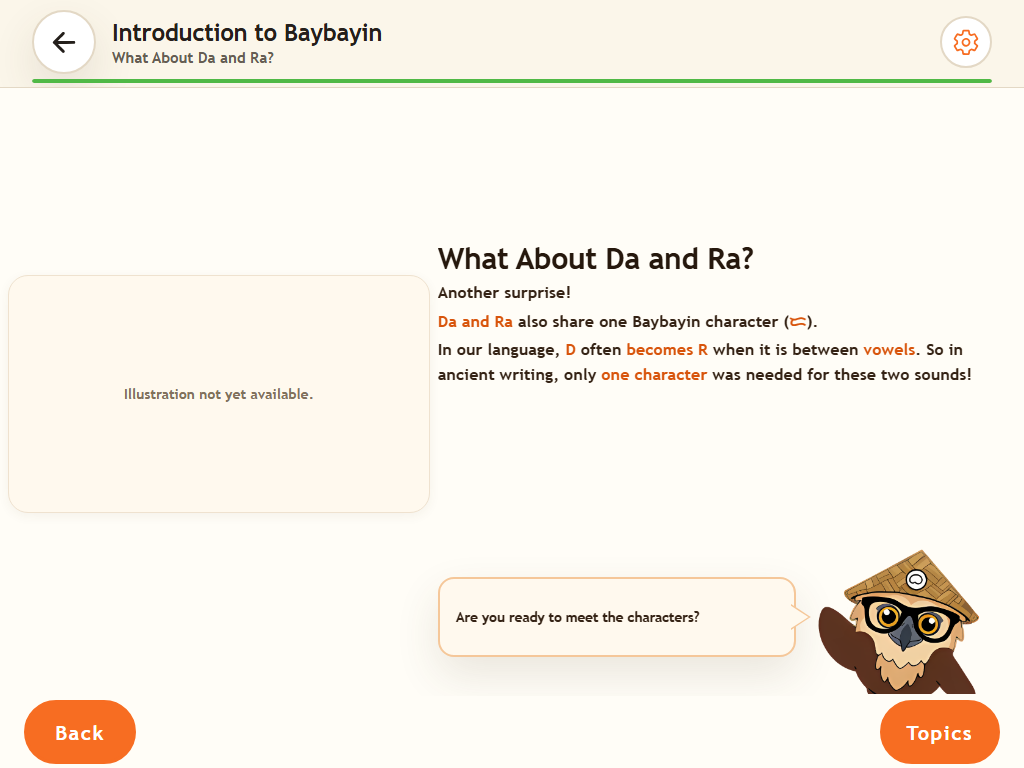 Introduction to Baybayin
What About Da and Ra?
What About Da and Ra?
Another surprise!
Da and Ra also share one Baybayin character (ᜇ).
In our language, D often becomes R when it is between vowels. So in
ancient writing, only one character was needed for these two sounds!
Illustration not yet available.
Are you ready to meet the characters?
Back
Topics